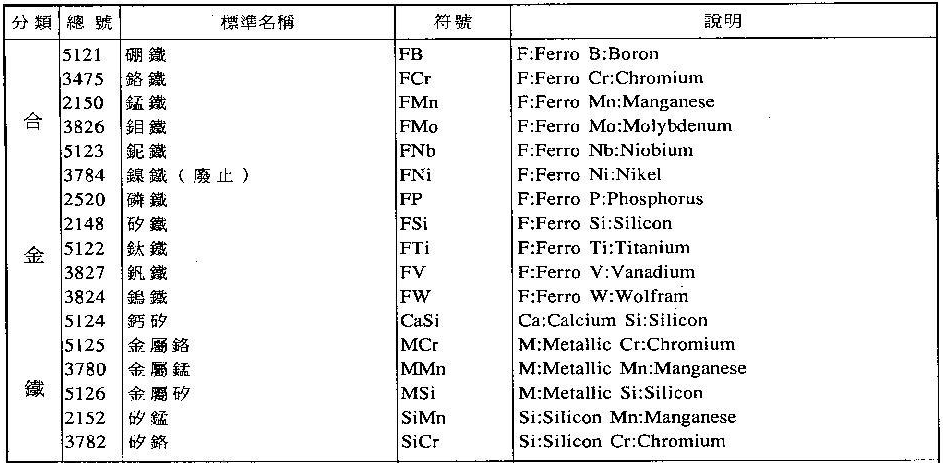 分類 總號 標準名稱 符號 說明
5121 硼鐵 FB F:Ferro B:Boron
3475 鉻鐵 FCr F:Ferro Cr:Chromium
2150 錳鐵 FMn F:Ferro Mn:Manganese
合 3826 鉬鐵 FMo F:Ferro Mo:Molybdenum
5123 鈮鐵 FNb F:Ferro Nb:Niobium
3784 鎳鐵(廢止) FNi F:Ferro Ni:Nikel
2520 磷鐵 FP F:Ferro P:Phosphorus
2148 矽鐵 FSi F:Ferro Si:Silicon
金 5122 鈦鐵 FTi F:Ferro Ti:Titanium
3827 釩鐵 FV F:Ferro V:Vanadium
3824 鎢鐵 FW F:Ferro W:Wolfram
5124 鈣矽 CaSi Ca:Calcium Si:Silicon
5125 金屬鉻 MCr M:Metallic Cr:Chromium
3780 金屬錳 MMn M:Metallic Mn:Manganese
鐵 5126 金屬矽 MSi M:Metallic Si:Silicon
2152 矽錳 SiMn Si:Silicon Mn:Manganese
3782 矽鉻 SiCr Si:Silicon Cr:Chromium